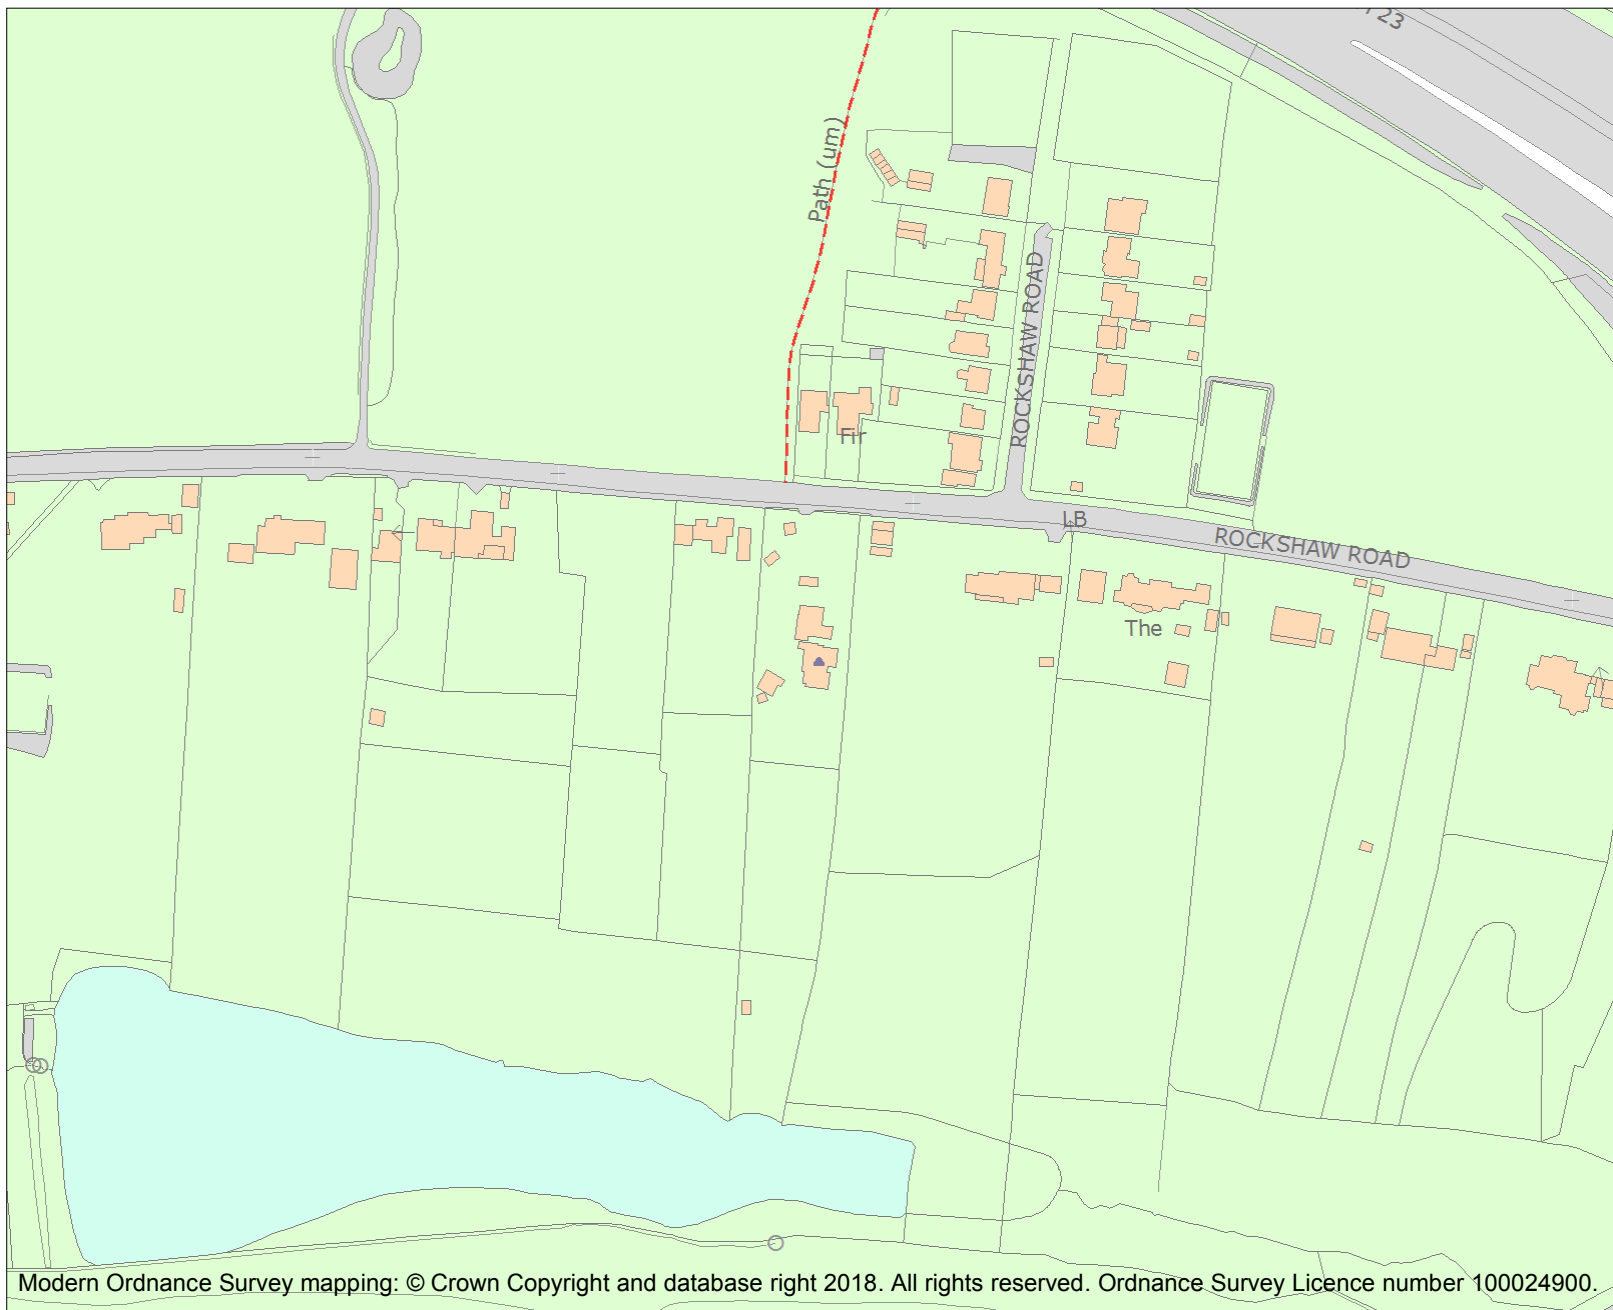 Path (um)
ROCKSHAW ROAD
Fir
LB
ROCKSHAW ROAD
The
Modern Ordnance Survey mapping: © Crown Copyright and database right 2018. All rights reserved. Ordnance Survey Licence number 100024900.